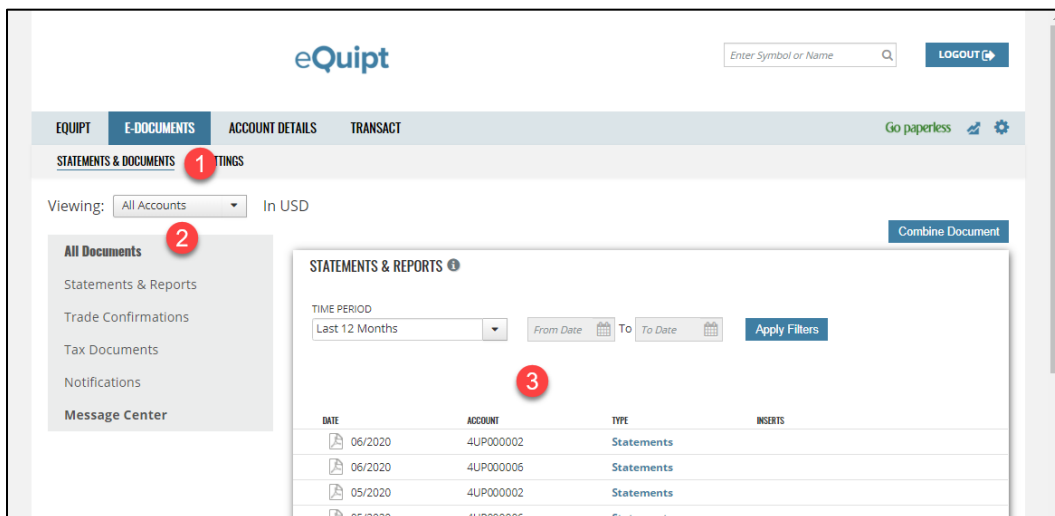 eQuipt
Enter Symbol or Name
LOGOUT
EQUIPT E-DOCUMENTS ACCOUNT DETAILS TRANSACT
Go paperless
STATEMENTS & DOCUMENTS 1 TTINGS
Viewing: All Accounts In USD
2
Combine Document
All Documents
Statements & Reports
Trade Confirmations
Tax Documents
Notifications
Message Center
STATEMENTS & REPORTS
TIME PERIOD
Last 12 Months From Date To To Date Apply Filters
3
DATE ACCOUNT TYPE INSERTS
06/2020 4UP000002 Statements
06/2020 4UP000006 Statements
05/2020 4UP000002 Statements